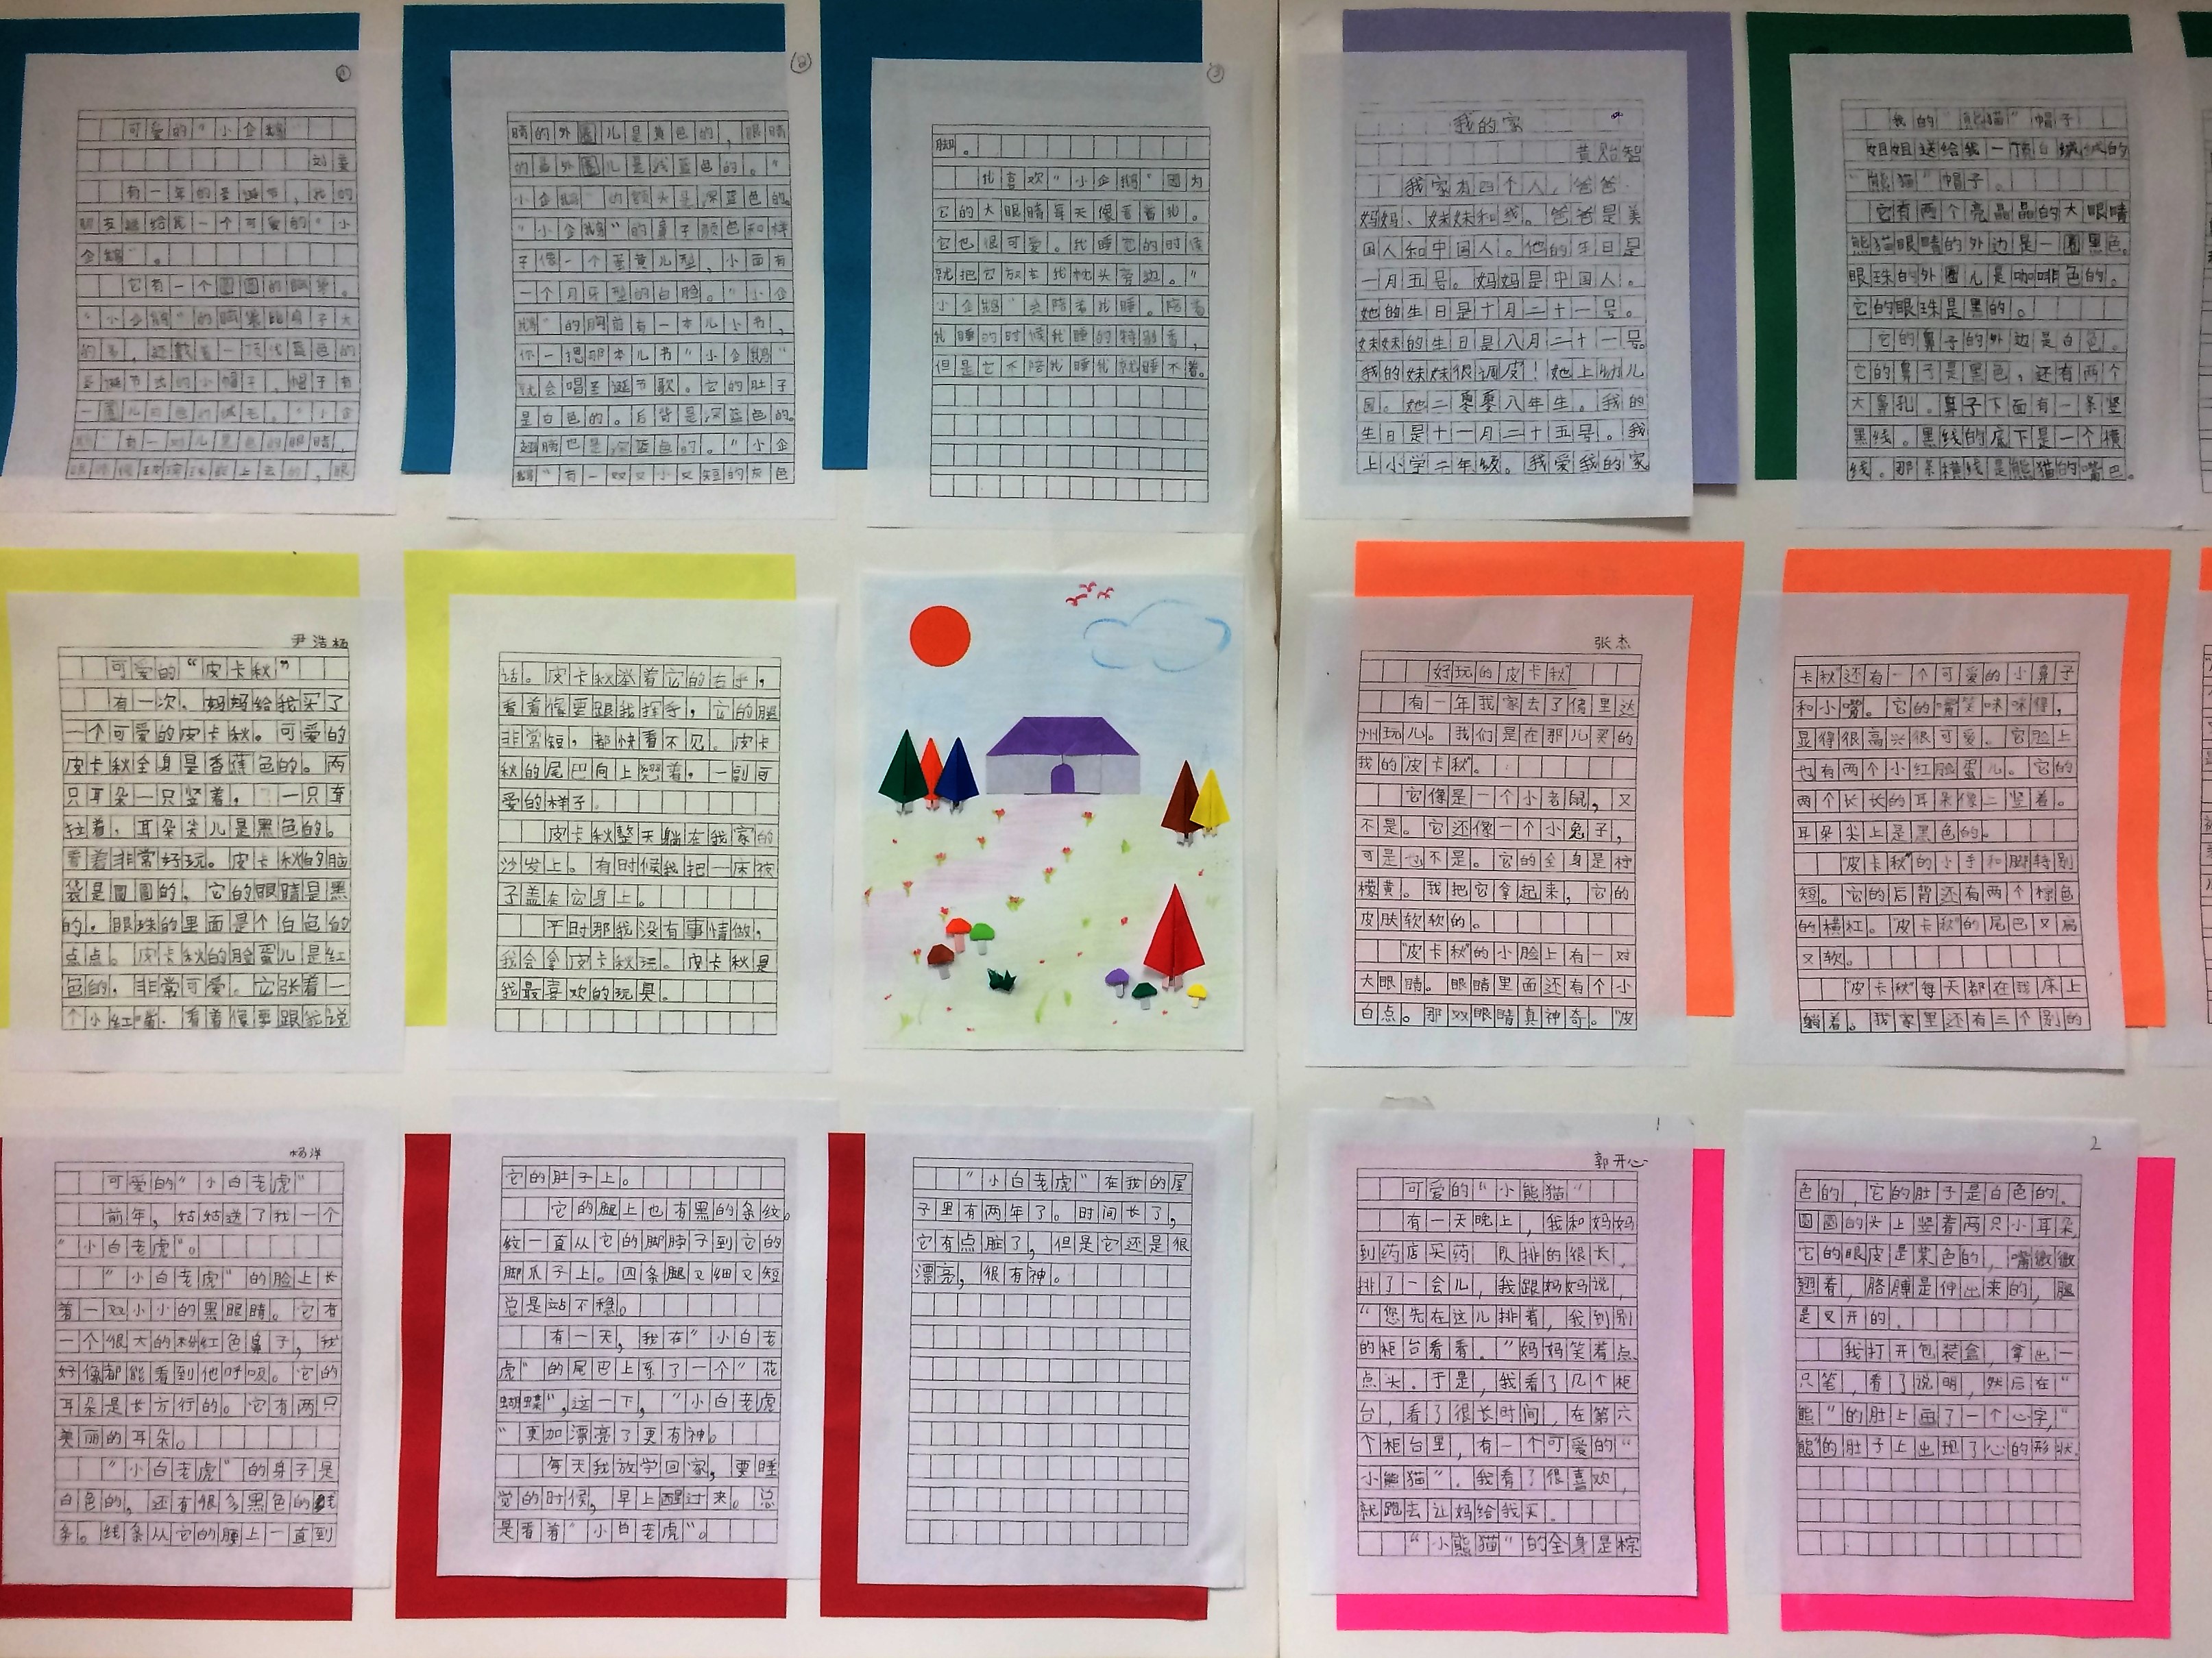 ①
可爱的“小企鹅”
刘雯
有一年的圣诞节，我的
朋友送给我一个可爱的“小
企鹅”。
它有一个圆圆的脑袋。
“小企鹅”的脑袋比身子大
的多，还戴着一顶浅蓝色的
圣诞节式的小帽子，帽子有
一圈儿白色的绒毛。“小企
鹅”有一对儿黑色的眼睛，
②
睛的外圈儿是黄色的，眼睛
的最外圈儿是浅蓝色的。“
小企鹅”的额头是深蓝色的。
“小企鹅”的鼻子颜色和样
子像一个蛋黄儿型，小面有
一个月牙型的白脸。“小企
鹅”的胸前有一本儿小书，
你一摁那本儿书“小企鹅”
就会唱圣诞节歌。它的肚子
是白色的。后背是深蓝色的。
翅膀也是深蓝色的。“小企
鹅”有一双又小又短的灰色
③
脚。
我喜欢“小企鹅”因为
它的大眼睛每天像看着我。
它也很可爱。我睡觉的时候
就把它放在我枕头旁边。“
小企鹅”会陪着我睡。陪着
我睡的时候我睡的特别香，
但是它不陪我睡我就睡不着。
我的家
黄贻智
我家有四个人，爸爸、
妈妈、妹妹和我。爸爸是美
国人和中国人。他的生日是
一月五号。妈妈是中国人。
她的生日是十月二十一号。
妹妹的生日是八月二十一号。
我的妹妹很调皮！她上幼儿
园。她二零零八年生。我的
生日是十一月二十五号。我
上小学二年级。我爱我的家
我的“熊猫”帽子
姐姐送给我一顶白绒绒的
“熊猫”帽子。
它有两个亮晶晶的大眼睛
熊猫眼睛的外边是一圈黑色。
眼珠的外圈儿是咖啡色的。
它的眼珠是黑的。
它的鼻子的外边是白色。
它的鼻子是黑色，还有两个
大鼻孔。鼻子下面有一条竖
黑线。黑线的底下是一个横
线。那条横线是熊猫的嘴巴。
尹浩杨
可爱的“皮卡秋”
有一次，妈妈给我买了
一个可爱的皮卡秋。可爱的
皮卡秋全身是香蕉色的。两
只耳朵一只竖着，一只耷
拉着，耳朵尖儿是黑色的。
看着非常好玩。皮卡秋的脑
袋是圆圆的，它的眼睛是黑
的，眼珠的里面是个白色的
点点。皮卡秋的脸蛋儿是红
色的，非常可爱。它张着一
个小红嘴，看着像要跟我说
话。皮卡秋举着它的右手，
看着像要跟我挥手，它的腿
非常短，都快看不见。皮卡
秋的尾巴向上翘着，一副可
爱的样子。
皮卡秋整天躺在我家的
沙发上。有时候我把一床被
子盖在它身上。
平时那我没有事情做，
我会拿皮卡秋玩。皮卡秋是
我最喜欢的玩具。
张杰
好玩的皮卡秋
有一年我家去了佛里达
州玩儿。我们是在那儿买的
我的“皮卡秋”。
它像是一个小老鼠，又
不是。它还像一个小兔子，
可是也不是。它的全身是柠
檬黄。我把它拿起来，它的
皮肤软软的。
“皮卡秋”的小脸上有一对
大眼睛。眼睛里面还有个小
白点。那双眼睛真神奇。“皮
卡秋”还有一个可爱的小鼻子
和小嘴。它的嘴笑咪咪得，
显得很高兴很可爱。它脸上
也有两个小红脸蛋儿。它的
两个长长的耳朵像上竖着。
耳朵尖上是黑色的。
“皮卡秋”的小手和脚特别
短。它的后背还有两个棕色
的横杠。“皮卡秋”的尾巴又扁
又软。
“皮卡秋”每天都在我床上
躺着。我家里还有三个别的
杨洋
可爱的“小白老虎”
前年，姑姑送了我一个
“小白老虎”。
“小白老虎”的脸上长
着一双小小的黑眼睛。它有
一个很大的粉红色鼻子，我
好像都能看到他呼吸。它的
耳朵是长方行的。它有两只
美丽的耳朵。
“小白老虎”的身子是
白色的，还有很多黑色的线
条。线条从它的腰上一直到
它的肚子上。
它的腿上也有黑的条纹。
纹一直从它的脚脖子到它的
脚爪子上。四条腿又细又短
总是站不稳。
有一天，我在“小白老
虎”的尾巴上系了一个“花
蝴蝶”，这一下，“小白老虎
”更加漂亮了更有神。
每天我放学回家，要睡
觉的时候，早上醒过来。总
是看着“小白老虎”。
“小白老虎”在我的屋
子里有两年了。时间长了，
它有点脏了，但是它还是很
漂亮，很有神。
1
郭开心
可爱的“小熊猫”
有一天晚上，我和妈妈
到药店买药，队排的很长，
排了一会儿，我跟妈妈说，
“您先在这儿排着，我到别
的柜台看看。”妈妈笑着点
点头．于是，我看了几个柜
台，看了很长时间，在第六
个柜台里，有一个可爱的“
小熊猫”．我看了很喜欢，
就跑去让妈给我买．
“小熊猫”的全身是棕
2
色的，它的肚子是白色的．
圆圆的头上竖着两只小耳朵，
它的眼皮是紫色的，嘴微微
翘着，胳膊是伸出来的，腿
是叉开的．
我打开包装盒，拿出一
只笔，看了说明，然后在“
熊”的肚上画了一个心字，“
熊”的肚子上出现了心的形状．